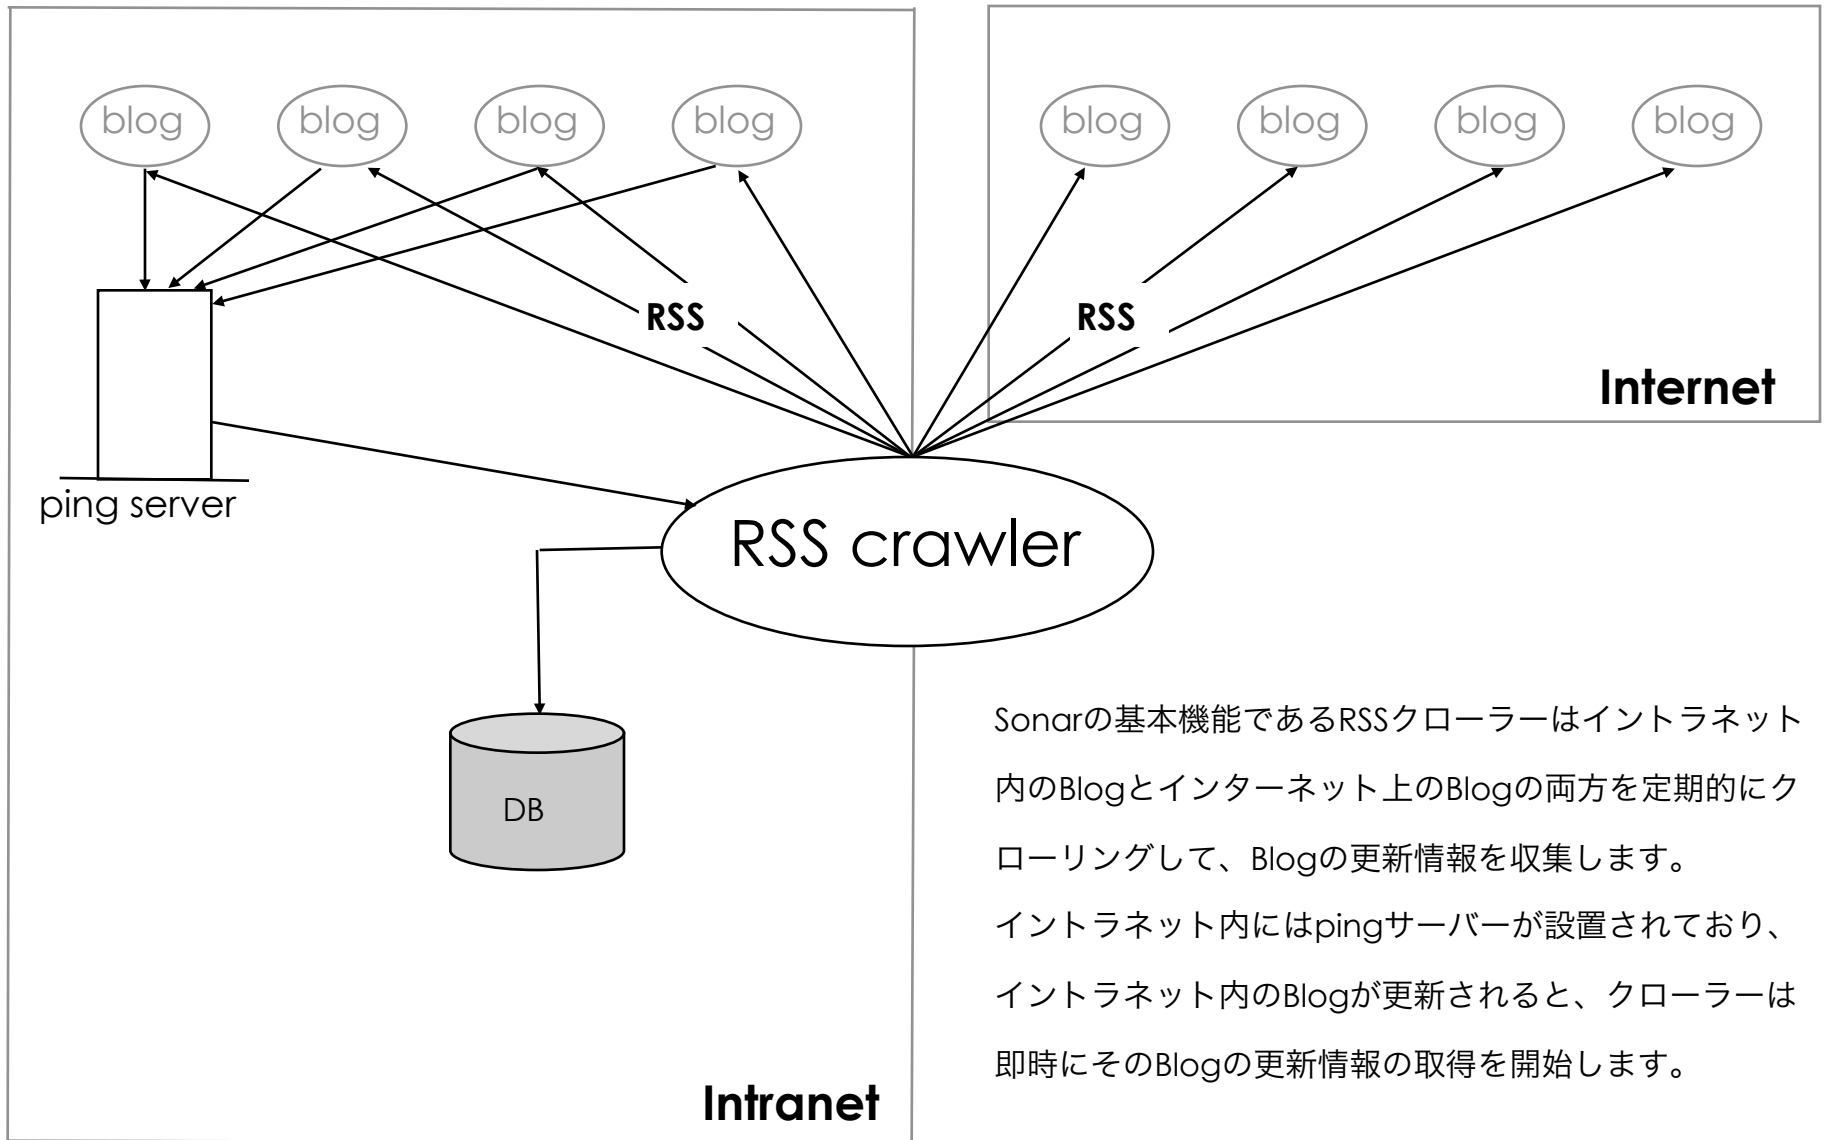 blog
blog
blog
blog
blog
blog
blog
blog
RSS
RSS
Internet
ping server
RSS crawler
DB
Sonarの基本機能であるRSSクローラーはイントラネット
内のBlogとインターネット上のBlogの両方を定期的にク
ローリングして、Blogの更新情報を収集します。
イントラネット内にはpingサーバーが設置されており、
イントラネット内のBlogが更新されると、クローラーは
即時にそのBlogの更新情報の取得を開始します。
Intranet